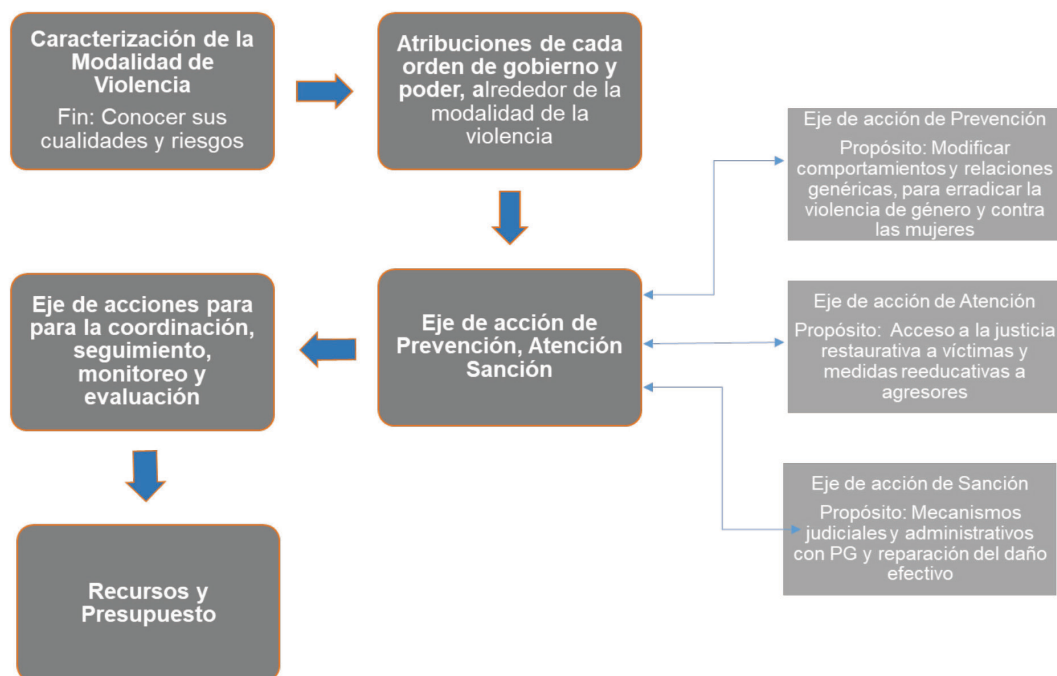 Caracterización de la
Modalidad de
Violencia
Fin: Conocer sus
cualidades y riesgos
Atribuciones de cada
orden de gobierno y
poder, alrededor de la
modalidad de la
violencia
Eje de acción de Prevención
Propósito: Modificar
comportamientos y relaciones
genéricas, para erradicar la
violencia de género y contra
las mujeres
Eje de acciones para
para la coordinación,
seguimiento,
monitoreo y
evaluación
Eje de acción de
Prevención, Atención
Sanción
Eje de acción de Atención
Propósito: Acceso a la justicia
restaurativa a víctimas y
medidas reeducativas a
agresores
Eje de acción de Sanción
Propósito: Mecanismos
judiciales y administrativos
con PG y reparación del daño
efectivo
Recursos y
Presupuesto